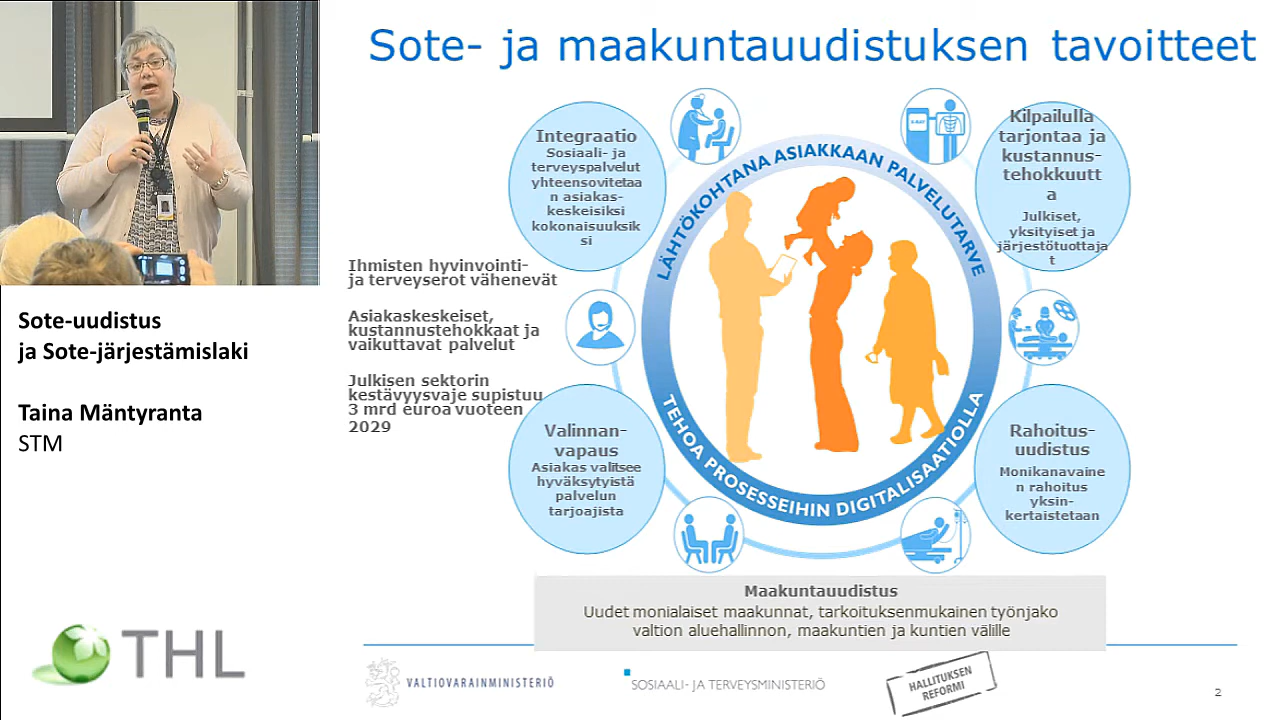 Sote- ja maakuntauudistuksen tavoitteet
Integraatio
Sosiaali- ja
terveyspalvelut
yhteensovitetaa
n asiakas-
keskeisiksi
kokonaisuuksik
si
Kilpailulla
tarjontaa ja
kustannus-
tehokkuutt
a
Julkiset,
yksityiset ja
järjestötuottaja
t
X-RAY
LÄHTÖKOHTANA ASIAKKAAN PALVELUTARVE
TEHOA PROSESSEIHIN DIGITALISAATIOLLA
Ihmisten hyvinvointi-
ja terveyserot vähenevät
Asiakaskeskeiset,
kustannustehokkaat ja
vaikuttavat palvelut
Julkisen sektorin
kestävyysvaje supistuu
3 mrd euroa vuoteen
2029
Valinnan-
vapaus
Asiakas valitsee
hyväksytyistä
palvelun
tarjoajista
Rahoitus-
uudistus
Monikanavaine
n rahoitus
yksin-
kertaistetaan
Maakuntauudistus
Uudet monialaiset maakunnat, tarkoituksenmukainen työnjako
valtion aluehallinnon, maakuntien ja kuntien välille
Sote-uudistus
ja Sote-järjestämislaki
Taina Mäntyranta
STM
THL
VALTIOVARAINMINISTERIÖ
SOSIAALI- JA TERVEYSMINISTERIÖ
HALLITUKSEN
REFORMI
2